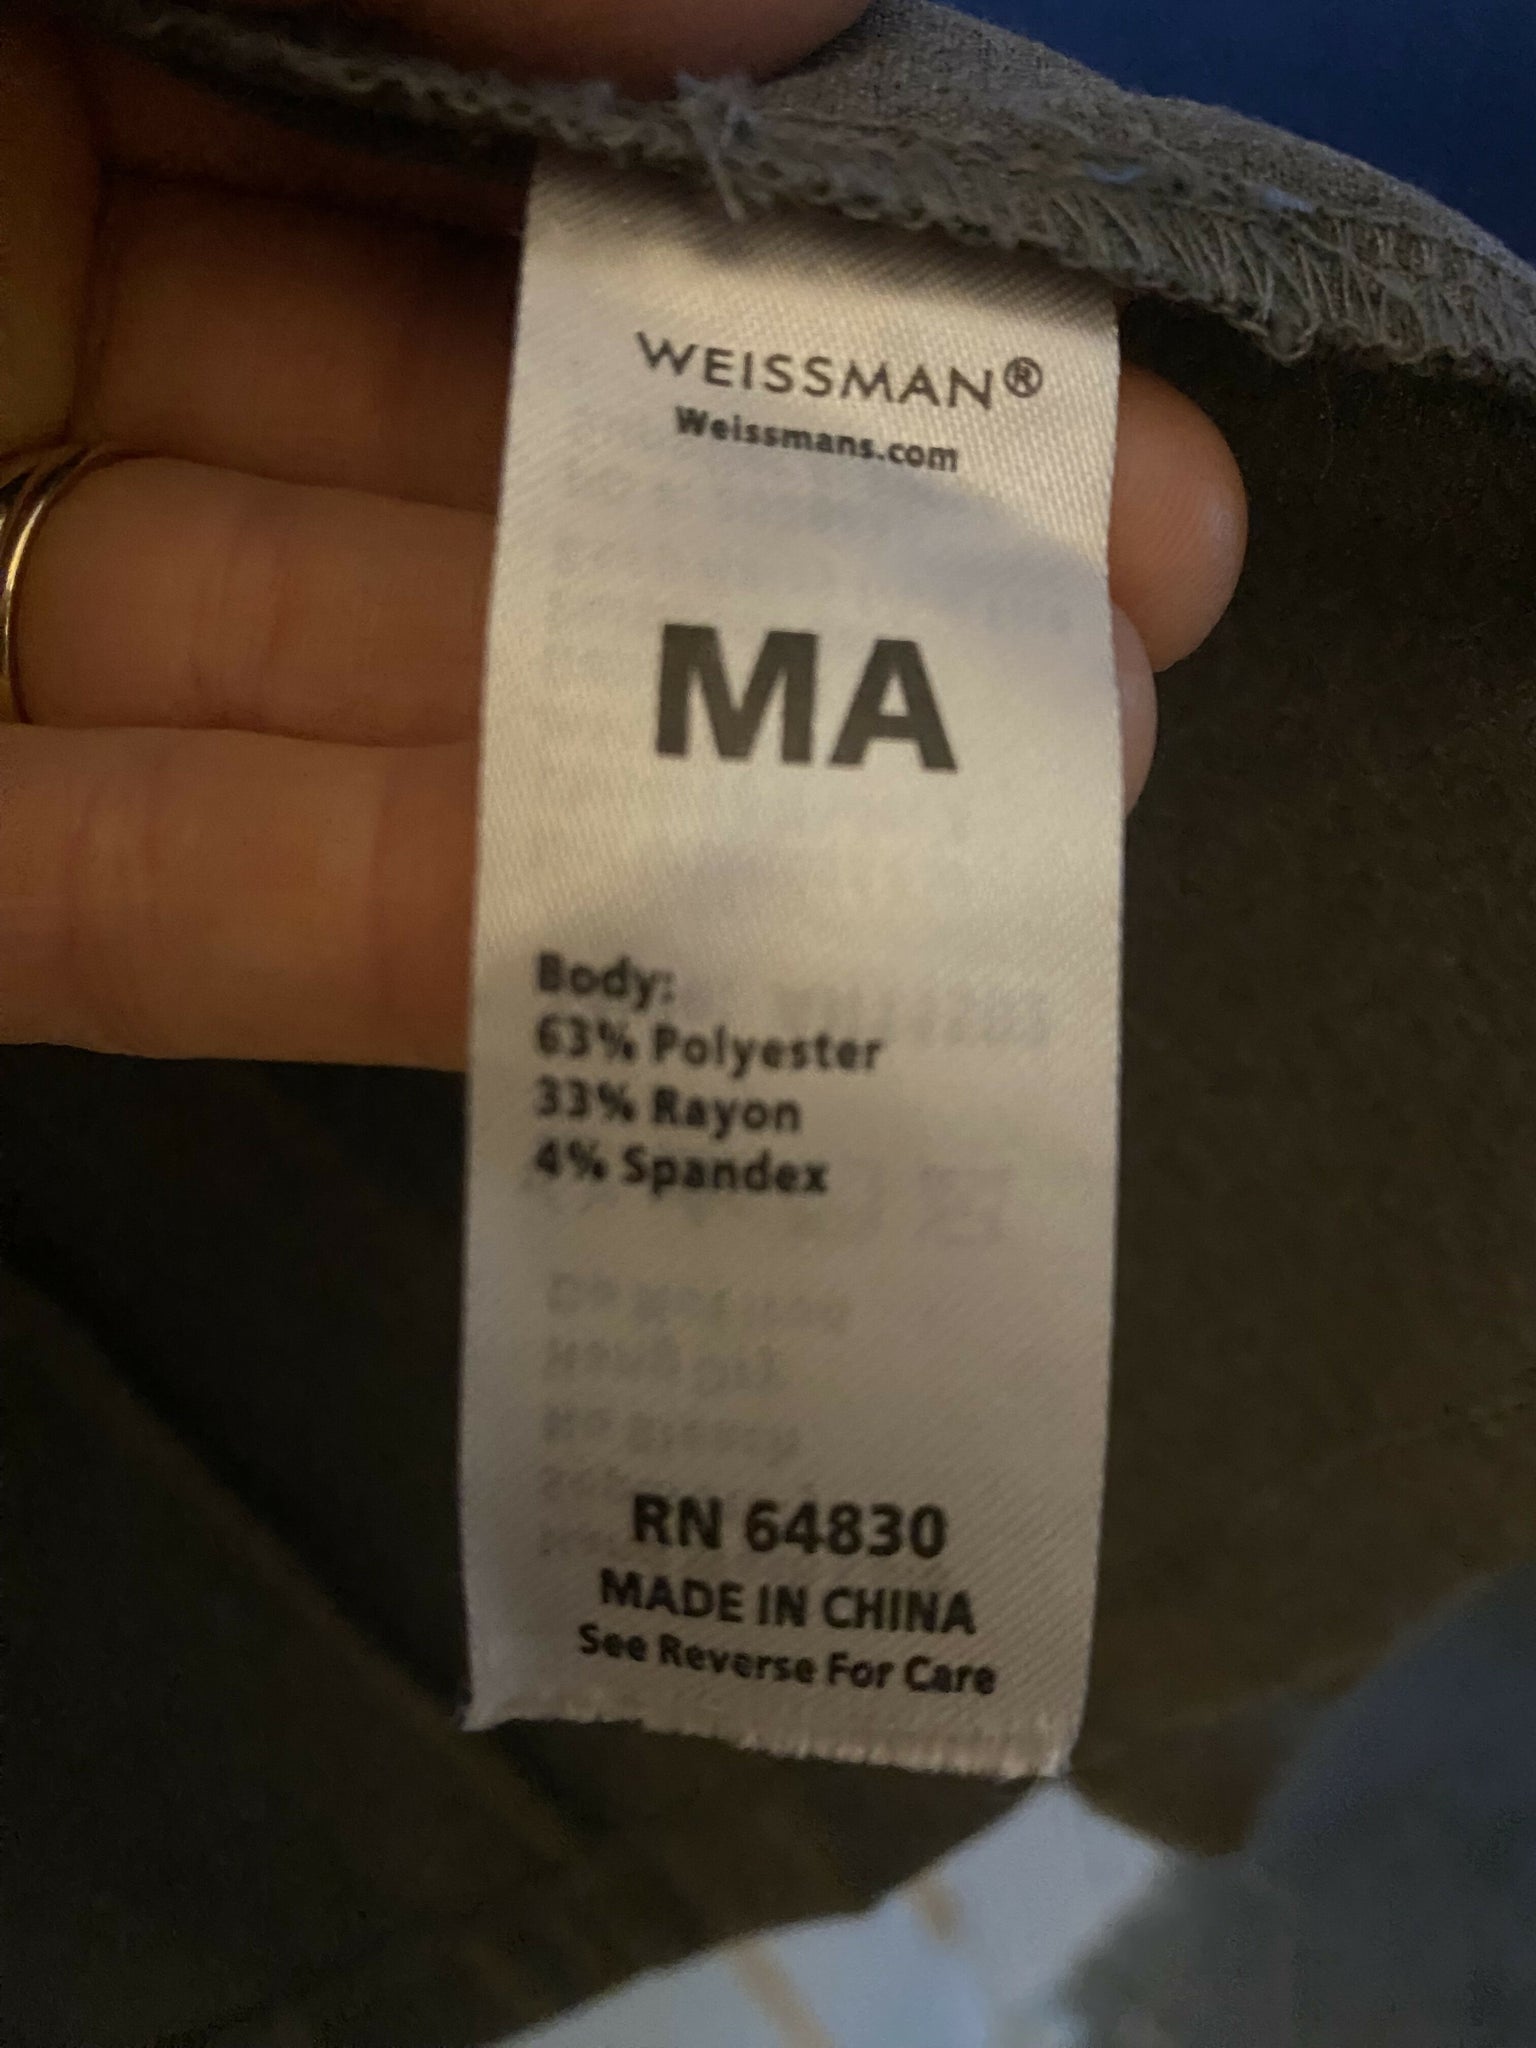 WEISSMAN®
Weissmans.com
MA
Body:
63% Polyester
33% Rayon
4% Spandex
RN 64830
MADE IN CHINA
See Reverse For Care